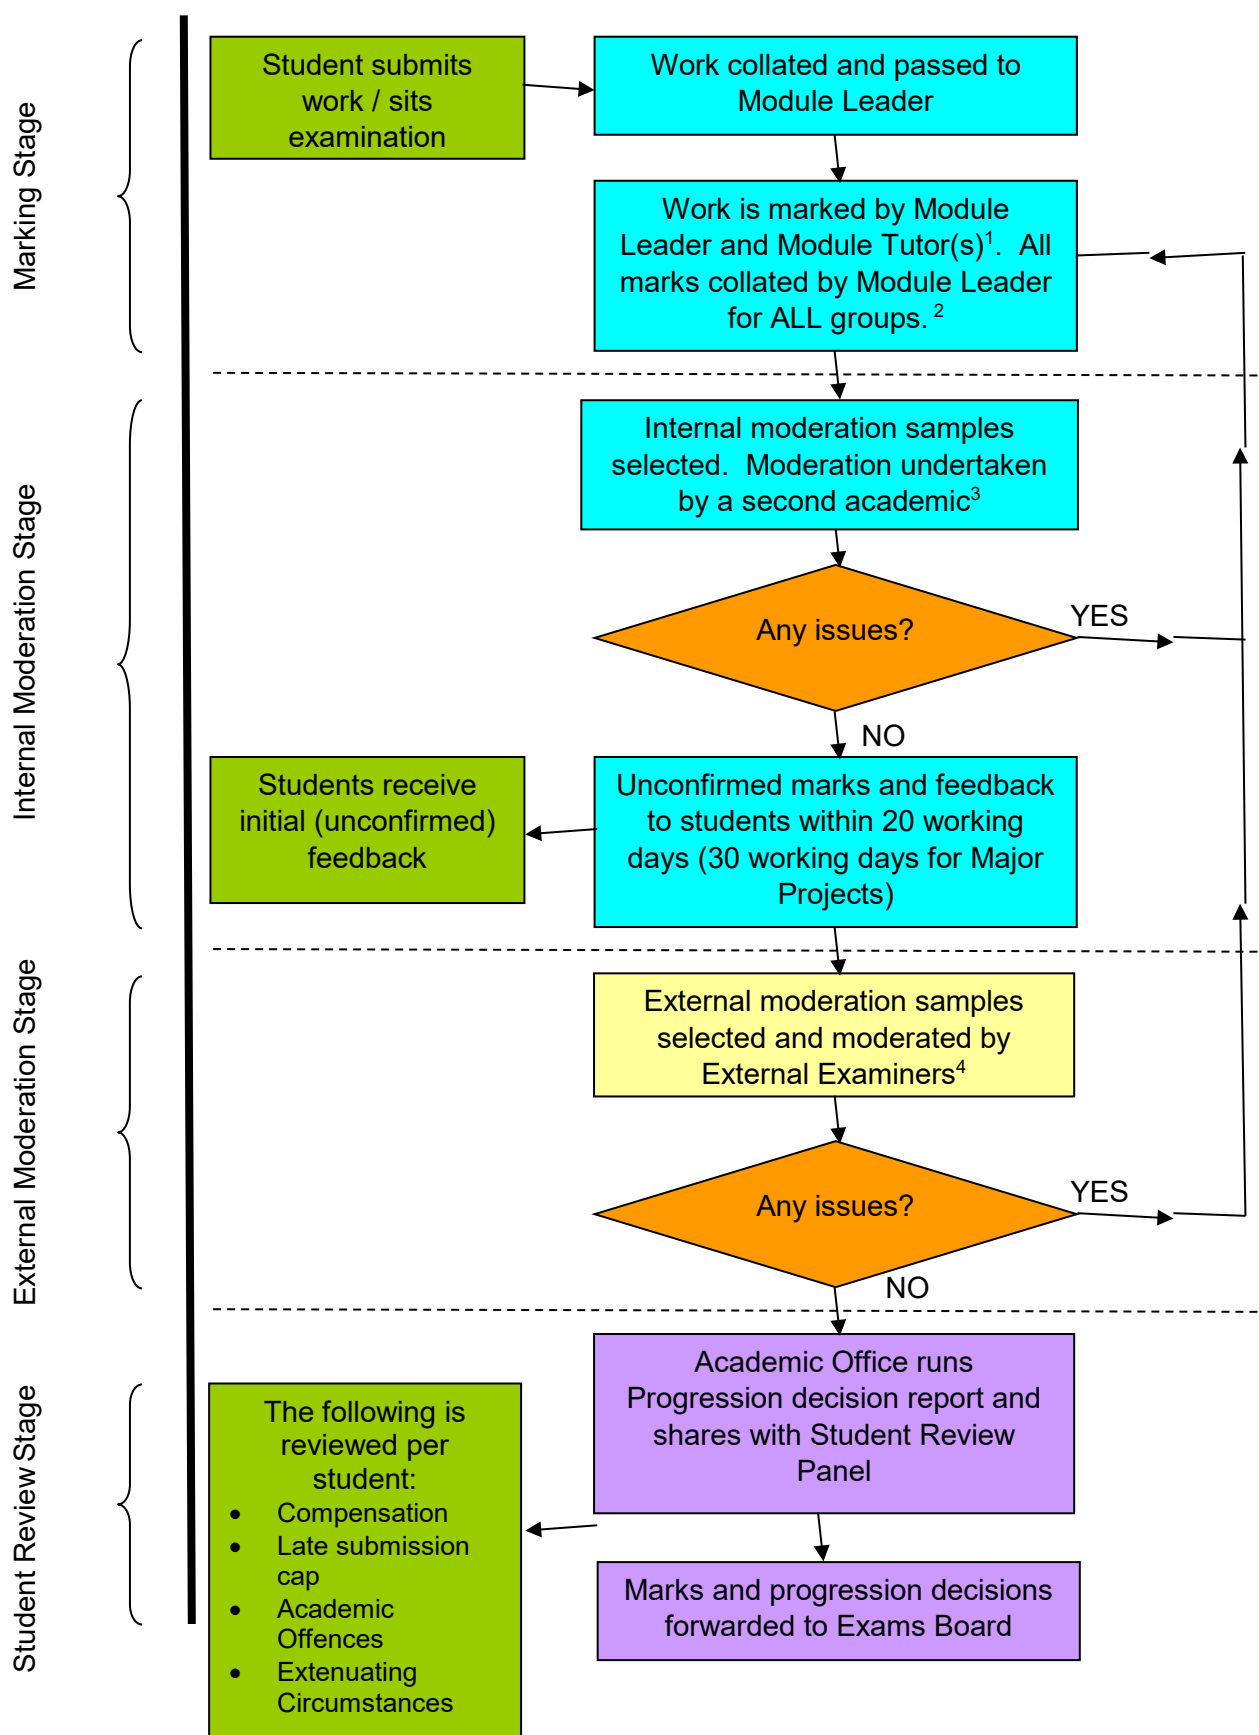 Marking Stage
Student submits
work / sits
examination
Work collated and passed to
Module Leader
Work is marked by Module
Leader and Module Tutor(s)1.  All
marks collated by Module Leader
for ALL groups. 2
Internal Moderation Stage
Internal moderation samples
selected.  Moderation undertaken
by a second academic3
Any issues?
YES
NO
Students receive
initial (unconfirmed)
feedback
Unconfirmed marks and feedback
to students within 20 working
days (30 working days for Major
Projects)
External Moderation Stage
External moderation samples
selected and moderated by
External Examiners4
Any issues?
YES
NO
Student Review Stage
Academic Office runs
Progression decision report and
shares with Student Review
Panel
The following is
reviewed per
student:
• Compensation
• Late submission
cap
• Academic
Offences
• Extenuating
Circumstances
Marks and progression decisions
forwarded to Exams Board